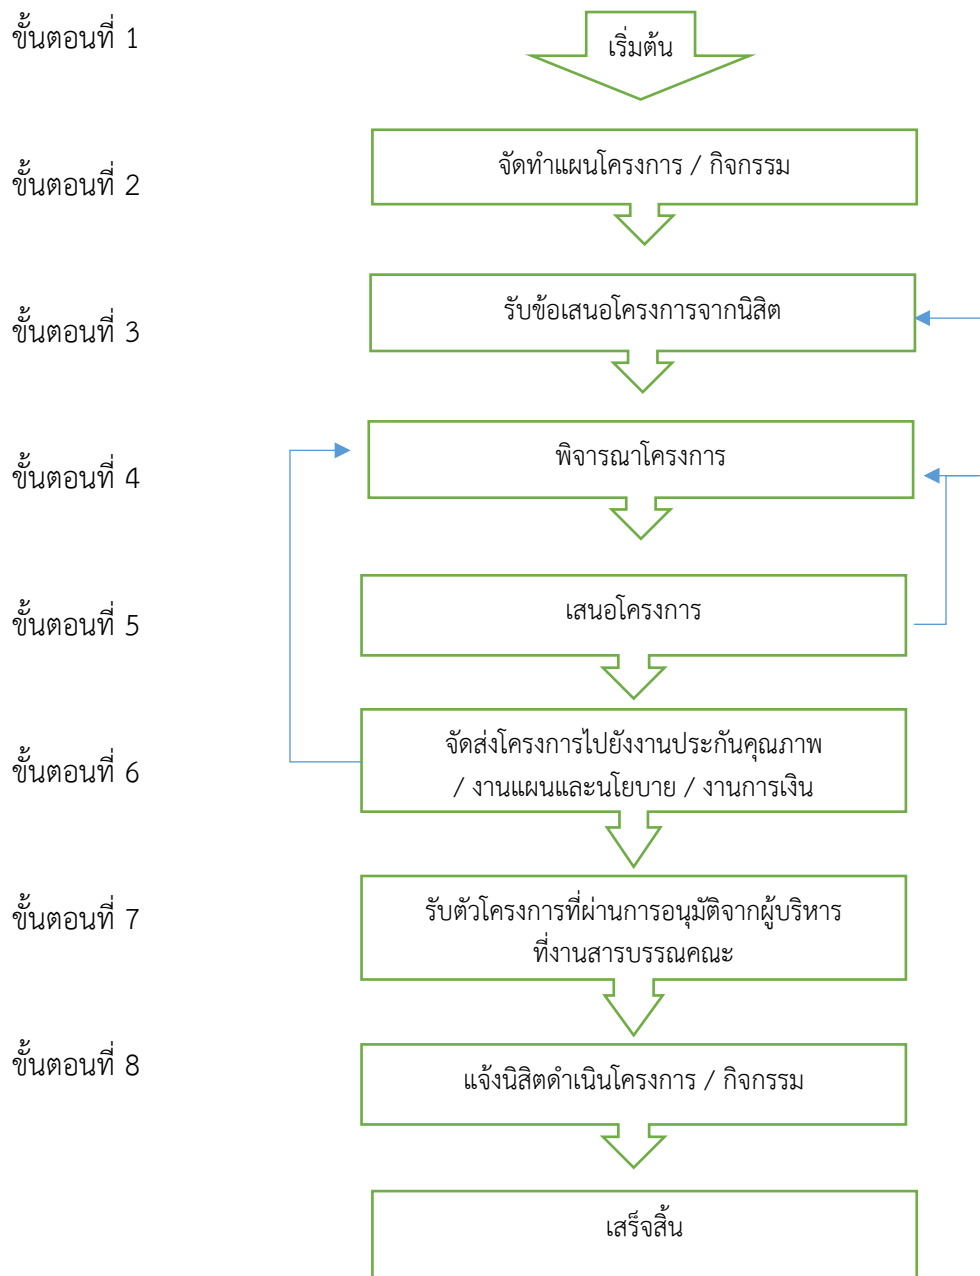 ขั้นตอนที่ 1
เริ่มต้น
ขั้นตอนที่ 2
จัดทำแผนโครงการ / กิจกรรม
ขั้นตอนที่ 3
รับข้อเสนอโครงการจากนิสิต
ขั้นตอนที่ 4
พิจารณาโครงการ
ขั้นตอนที่ 5
เสนอโครงการ
ขั้นตอนที่ 6
จัดส่งโครงการไปยังงานประกันคุณภาพ
/ งานแผนและนโยบาย / งานการเงิน
ขั้นตอนที่ 7
รับตัวโครงการที่ผ่านการอนุมัติจากผู้บริหาร
ที่งานสารบรรณคณะ
ขั้นตอนที่ 8
แจ้งนิสิตดำเนินโครงการ / กิจกรรม
เสร็จสิ้น